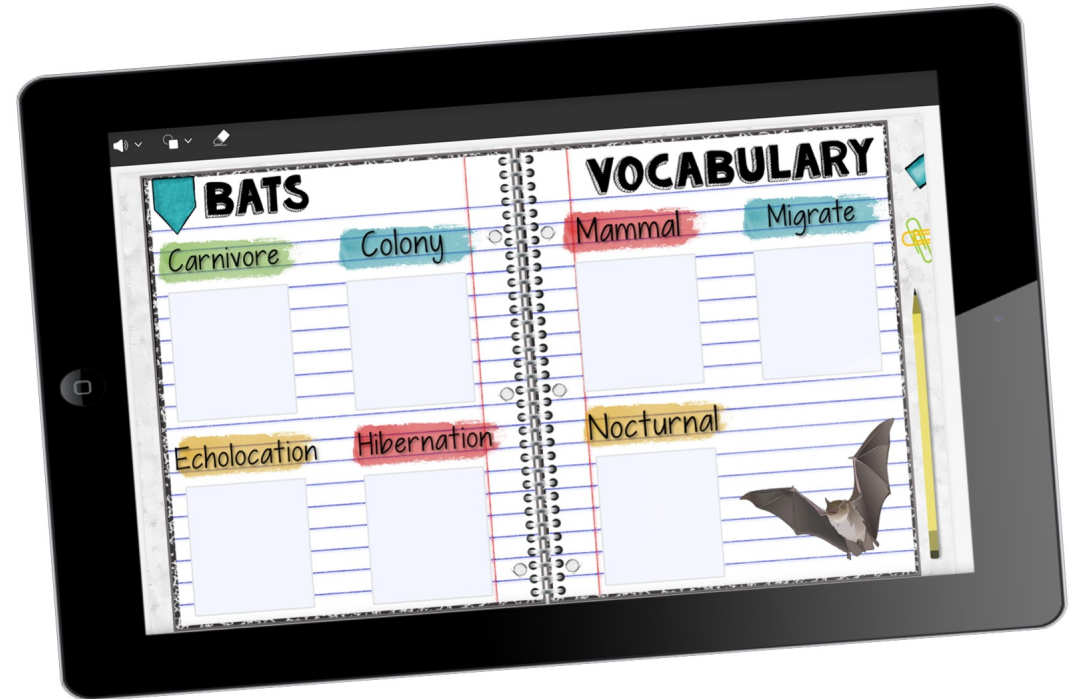 BATS
Carnivore
Colony
Echolocation
Hibernation
VOCABULARY
Mammal
Migrate
Nocturnal